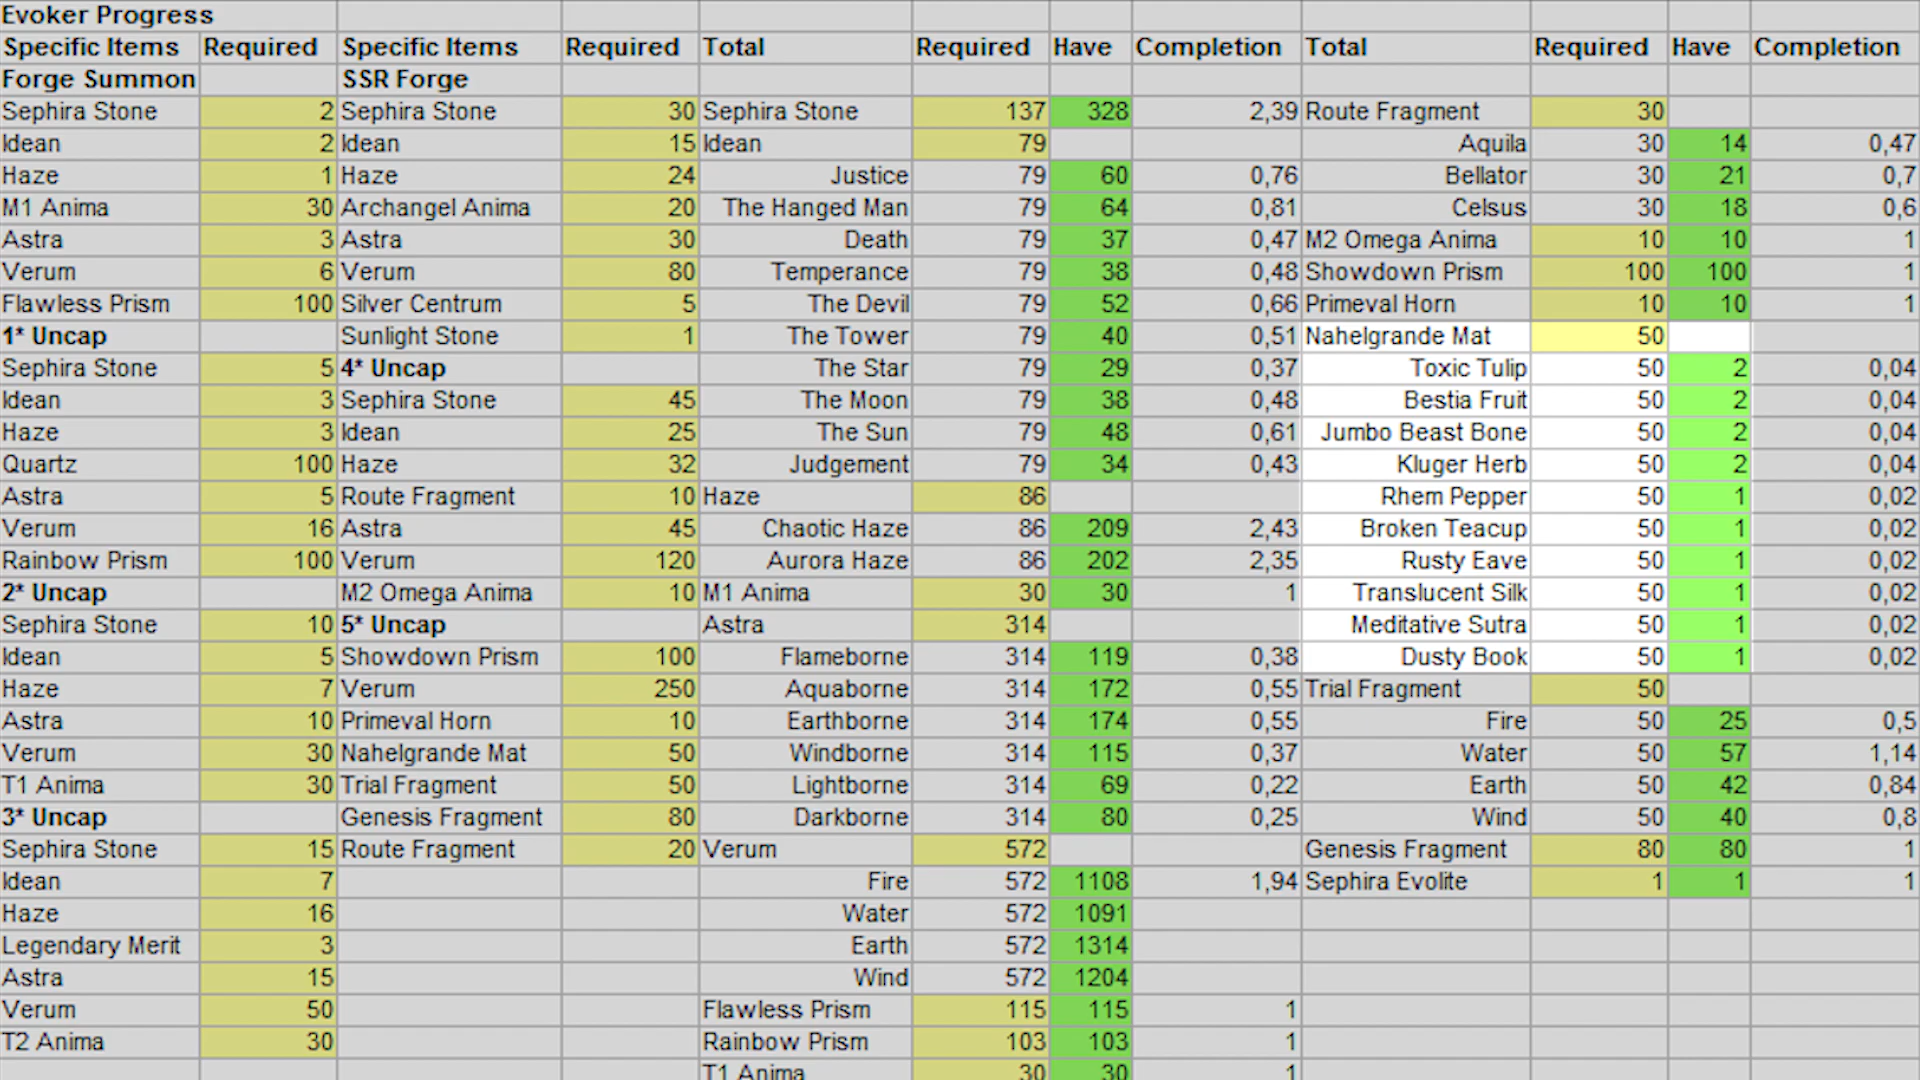 Evoker Progress
Specific Items Required Specific Items Required Total Required Have Completion Total Required Have Completion
Forge Summon SSR Forge
Sephira Stone 2 Sephira Stone 30 Sephira Stone 137 328 2,39 Route Fragment 30
Idean 2 Idean 15 Idean 79 Aquila 30 14 0,47
Haze 1 Haze 24 Justice 79 60 0,76 Bellator 30 21 0,7
M1 Anima 30 Archangel Anima 20 The Hanged Man 79 64 0,81 Celsus 30 18 0,6
Astra 3 Astra 30 Death 79 37 0,47 M2 Omega Anima 10 10 1
Verum 6 Verum 80 Temperance 79 38 0,48 Showdown Prism 100 100 1
Flawless Prism 100 Silver Centrum 5 The Devil 79 52 0,66 Primeval Horn 10 10 1
1* Uncap Sunlight Stone 1 The Tower 79 40 0,51 Nahelgrande Mat 50
Sephira Stone 5 4* Uncap The Star 79 29 0,37 Toxic Tulip 50 2 0,04
Idean 3 Sephira Stone 45 The Moon 79 38 0,48 Bestia Fruit 50 2 0,04
Haze 3 Idean 25 The Sun 79 48 0,61 Jumbo Beast Bone 50 2 0,04
Quartz 100 Haze 32 Judgement 79 34 0,43 Kluger Herb 50 2 0,04
Astra 5 Route Fragment 10 Haze 86 Rhem Pepper 50 1 0,02
Verum 16 Astra 45 Chaotic Haze 86 209 2,43 Broken Teacup 50 1 0,02
Rainbow Prism 100 Verum 120 Aurora Haze 86 202 2,35 Rusty Eave 50 1 0,02
2* Uncap M2 Omega Anima 10 M1 Anima 30 30 1 Translucent Silk 50 1 0,02
Sephira Stone 10 5* Uncap Astra 314 Meditative Sutra 50 1 0,02
Idean 5 Showdown Prism 100 Flameborne 314 119 0,38 Dusty Book 50 1 0,02
Haze 7 Verum 250 Aquaborne 314 172 0,55 Trial Fragment 50
Astra 10 Primeval Horn 10 Earthborne 314 174 0,55 Fire 50 25 0,5
Verum 30 Nahelgrande Mat 50 Windborne 314 115 0,37 Water 50 57 1,14
T1 Anima 30 Trial Fragment 50 Lightborne 314 69 0,22 Earth 50 42 0,84
3* Uncap Genesis Fragment 80 Darkborne 314 80 0,25 Wind 50 40 0,8
Sephira Stone 15 Route Fragment 20 Verum 572 Genesis Fragment 80 80 1
Idean 7 Fire 572 1108 1,94 Sephira Evolite 1 1 1
Haze 16 Water 572 1091
Legendary Merit 3 Earth 572 1314
Astra 15 Wind 572 1204
Verum 50 Flawless Prism 115 115 1
T2 Anima 30 Rainbow Prism 103 103 1
T1 Anima 30 30 1